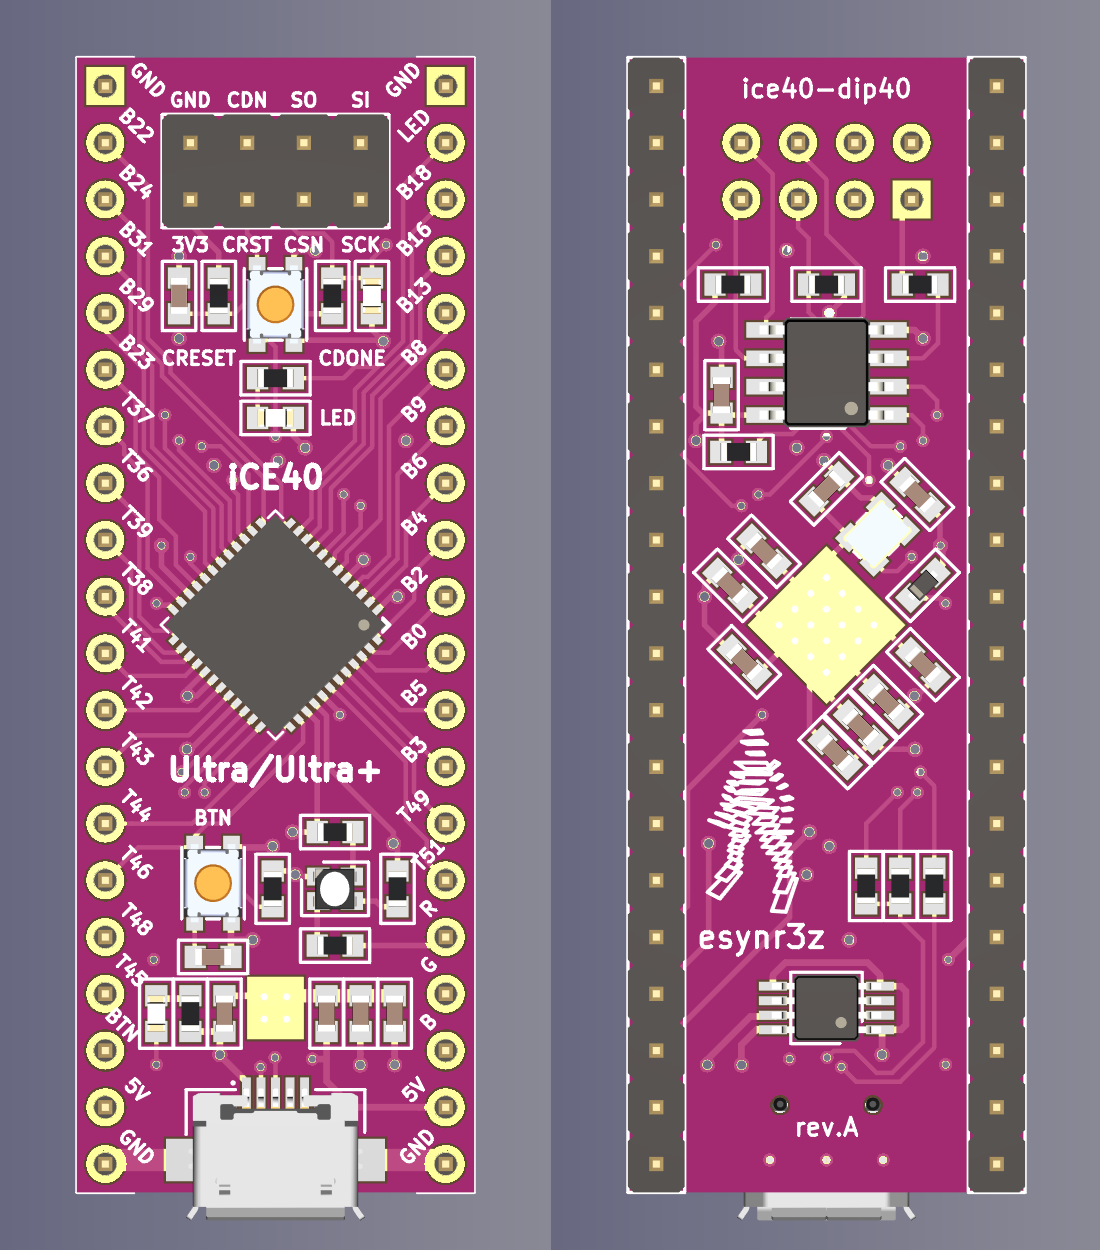 GND
GND
GND CDN SO SI
B22
LED
B24
B18
B31
3V3 CRST CSN SCK
B16
B29
B13
B23
CRESET
CDONE
B8
T37
LED
B9
T36
iCE40
B6
T39
B4
T38
B2
T41
B0
T42
B5
T43
Ultra/Ultra+
B3
T44
BTN
T49
T46
T51
T48
R
T45
G
BTN
B
5V
5V
GND
GND
ice40-dip40
esynr3z
rev.A